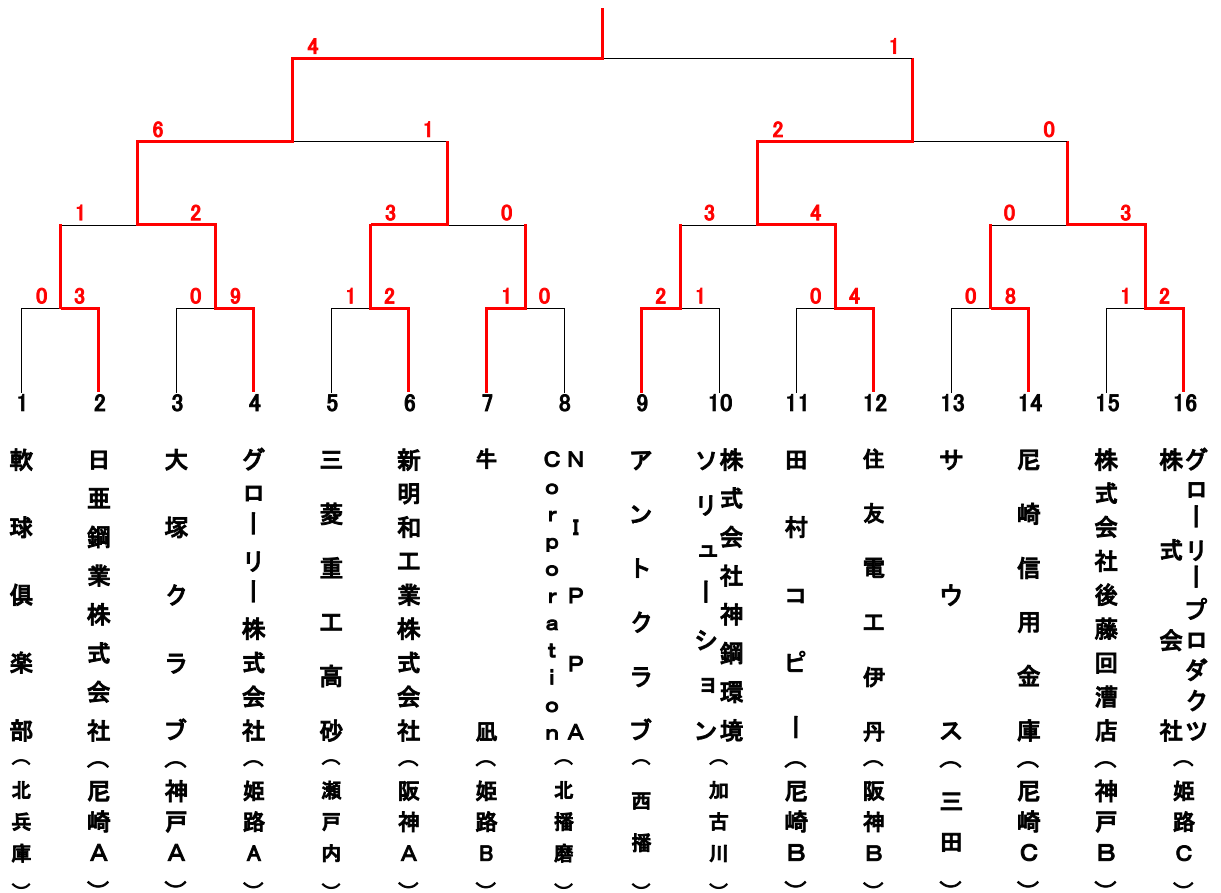 4 1
6 1 2 0
1 2 3 0 3 4 0 3
0 3 0 9 1 2 1 0 2 1 0 4 0 8 1 2
1 2 3 4 5 6 7 8 9 10 11 12 13 14 15 16
軟球倶楽部（北兵庫）
日亜鋼業株式会社（尼崎A）
大塚クラブ（神戸A）
グローリー株式会社（姫路A）
三菱重工高砂（瀬戸内）
新明和工業株式会社（阪神A）
牛凪（姫路B）
NIPPA
Corporation
（北播磨）
アントクラブ（西播）
株式会社神鋼環境
ソリューション
（加古川）
田村コピー（尼崎B）
住友電工伊丹（阪神B）
サウス（三田）
尼崎信用金庫（尼崎C）
株式会社後藤回漕店（神戸B）
グローリープロダクツ
株式会社
（姫路C）